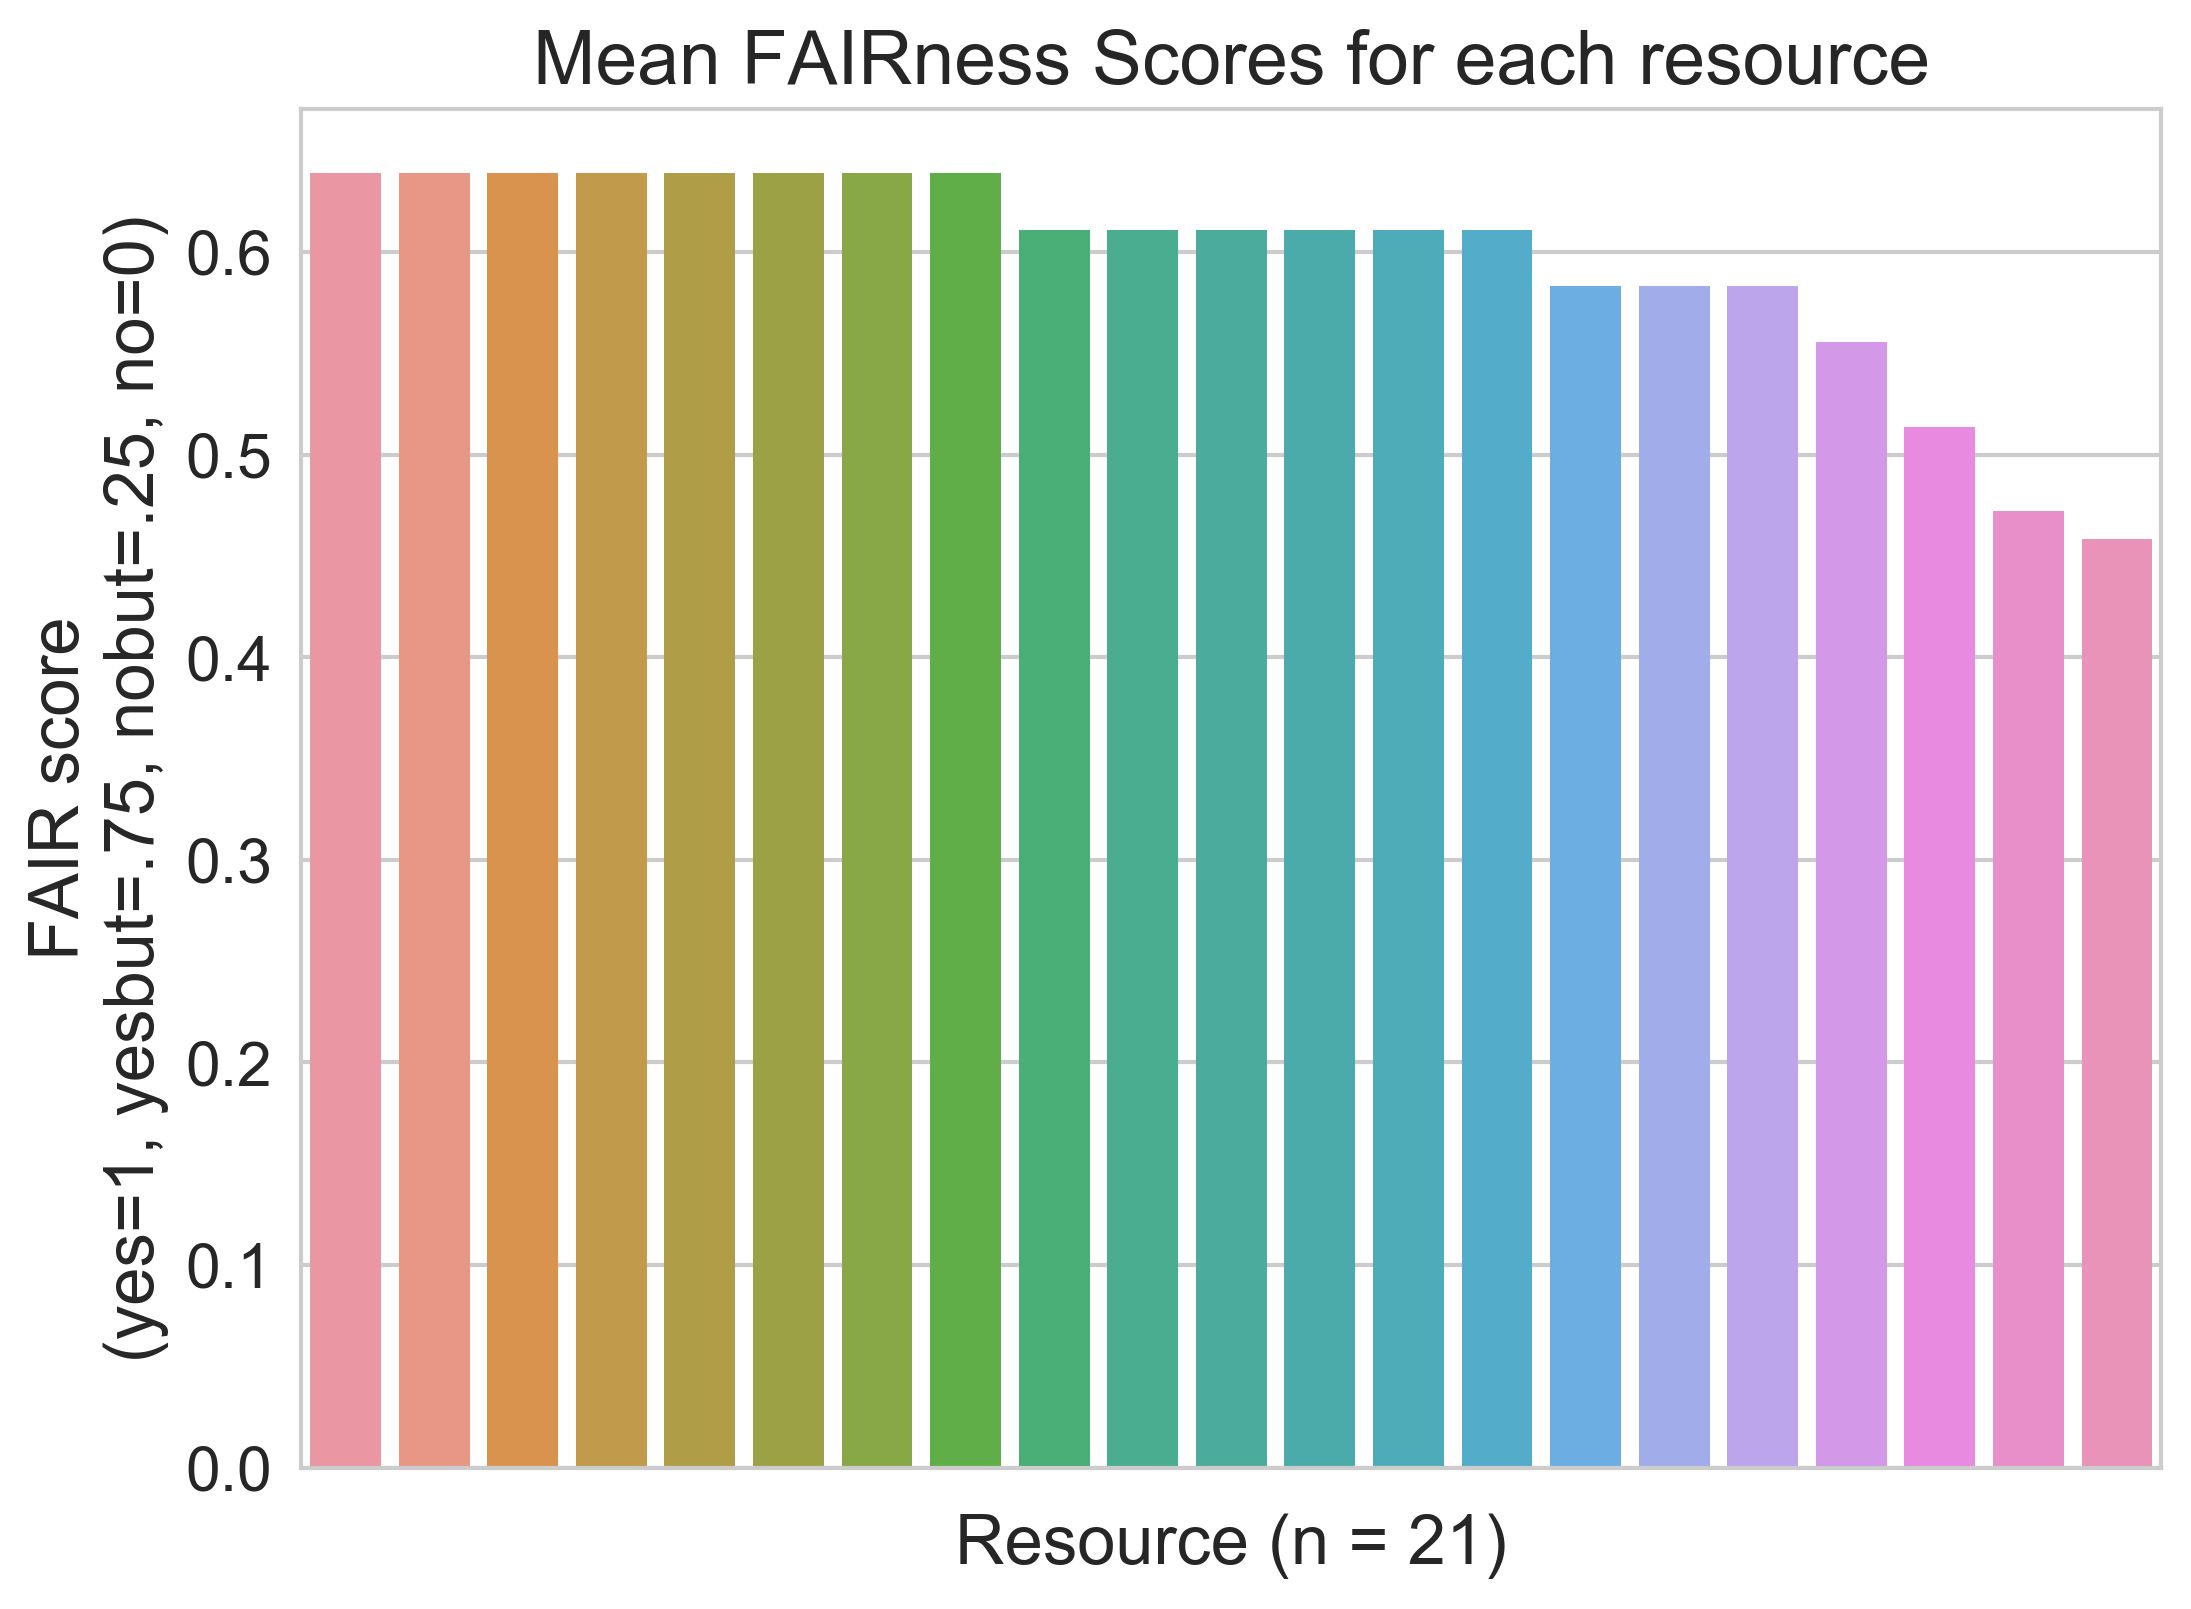 Mean FAIRness Scores for each resource
FAIR score
(yes=1, yesbut=.75, nobut=.25, no=0)
0.6
0.5
0.4
0.3
0.2
0.1
0.0
Resource (n = 21)